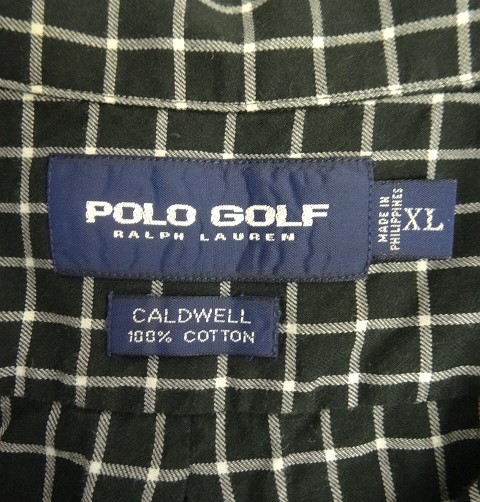 POLO GOLF
RALPH LAUREN
MADE IN
PHILIPPINES
XL
CALDWELL
100% COTTON